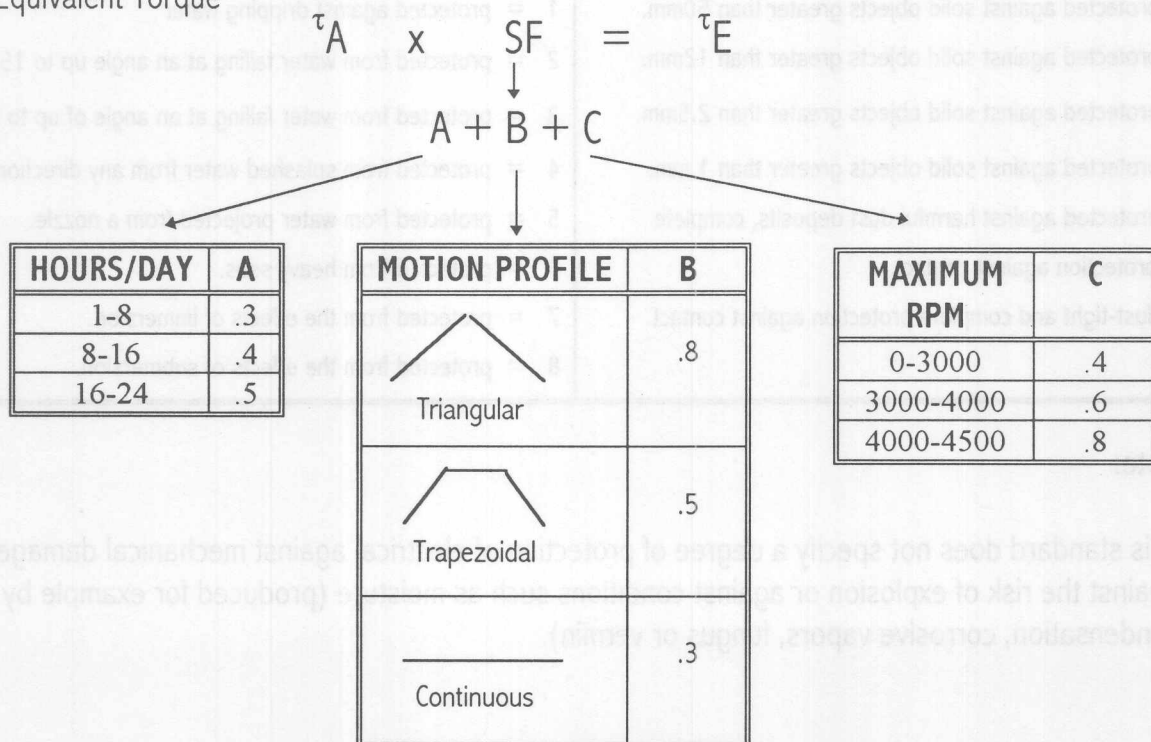 Equivalent Torque
τA x SF = τE
A + B + C
HOURS/DAY A
1-8 .3
8-16 .4
16-24 .5
MOTION PROFILE B
Triangular .8
Trapezoidal .5
Continuous .3
MAXIMUM RPM C
0-3000 .4
3000-4000 .6
4000-4500 .8
protected against solid objects greater than 50mm.
protected against solid objects greater than 12mm.
protected against solid objects greater than 2.5mm
protected against solid objects greater than 1mm.
protected against harmful dust deposits, complete
protection against
dust-tight and complete protection against contact.
1 = protected against dripping water
2 = protected from water falling at an angle up to 15
3 = protected from water falling at an angle of up to
4 = protected from splashed water from any direction
5 = protected from water projected from a nozzle.
protected from heavy seas.
7 = protected from the effects of immersion.
8 = protected from the effects of submersion.
is standard does not specify a degree of protection of electrical against mechanical damage
ainst the risk of explosion or against conditions such as moisture (produced for example by
ndensation, corrosive vapors, fungus or vermin).